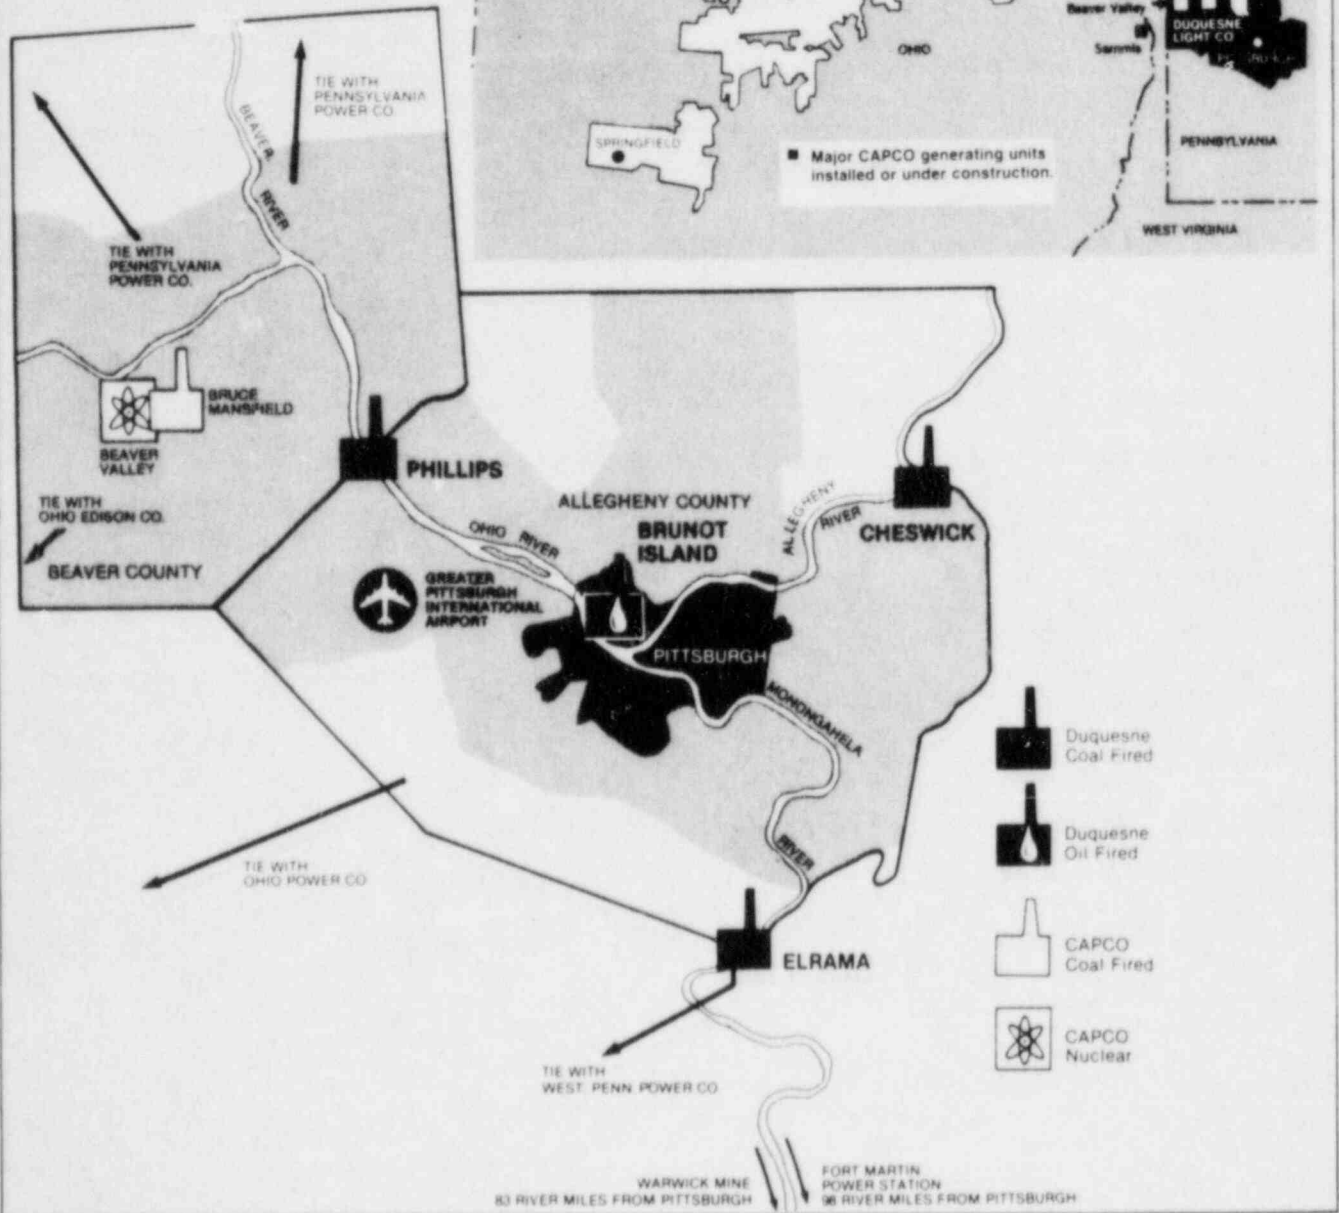 Beaver Valley
DUQUESNE
LIGHT CO
Sammis
OHIO
PENNSYLVANIA
WEST VIRGINIA
SPRINGFIELD
■ Major CAPCO generating units
installed or under construction.
TIE WITH
PENNSYLVANIA
POWER CO.
BEAVER
RIVER
TIE WITH
PENNSYLVANIA
POWER CO.
BRUCE
MANSFIELD
BEAVER
VALLEY
TIE WITH
OHIO EDISON CO.
BEAVER COUNTY
PHILLIPS
ALLEGHENY COUNTY
BRUNOT
ISLAND
OHIO RIVER
ALLEGHENY
RIVER
CHESWICK
GREATER
PITTSBURGH
INTERNATIONAL
AIRPORT
PITTSBURGH
MONONGAHELA
RIVER
Duquesne
Coal Fired
Duquesne
Oil Fired
CAPCO
Coal Fired
CAPCO
Nuclear
TIE WITH
OHIO POWER CO
ELRAMA
TIE WITH
WEST. PENN. POWER CO
WARWICK MINE
83 RIVER MILES FROM PITTSBURGH
FORT MARTIN
POWER STATION
98 RIVER MILES FROM PITTSBURGH